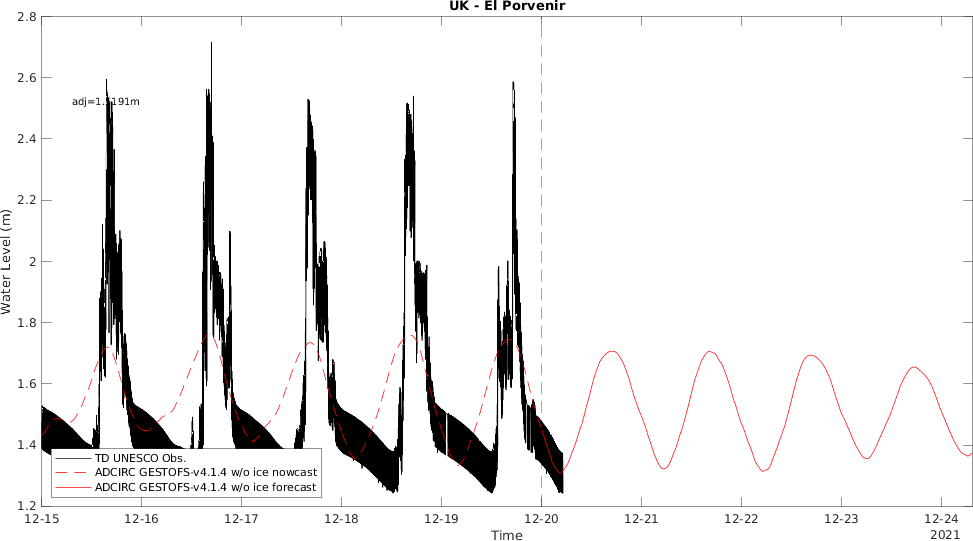 UK - El Porvenir
2.8
2.6
adj=1.5191m
2.4
2.2
Water Level (m)
2
1.8
1.6
1.4
TD UNESCO Obs.
ADCIRC GESTOFS-v4.1.4 w/o ice nowcast
ADCIRC GESTOFS-v4.1.4 w/o ice forecast
1.2
12-15 12-16 12-17 12-18 12-19 12-20 12-21 12-22 12-23 12-24
Time 2021